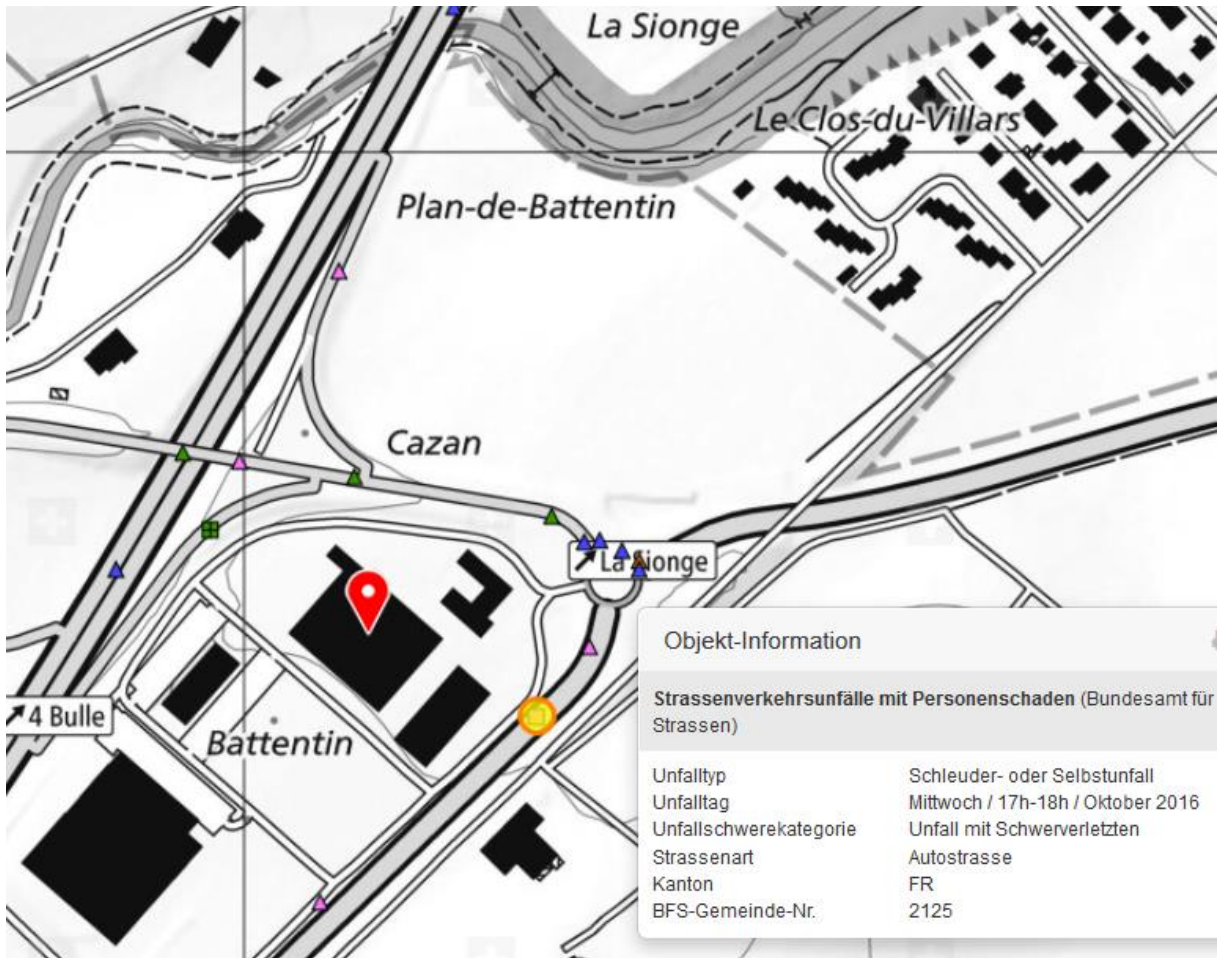 La Sionge
Le Clos-du-Villars
Plan-de-Battentin
Cazan
La Sionge
4 Bulle
Battentin
Objekt-Information
Strassenverkehrsunfälle mit Personenschaden (Bundesamt für
Strassen)
Unfalltyp Schleuder- oder Selbstunfall
Unfalltag Mittwoch / 17h-18h / Oktober 2016
Unfallschwerekategorie Unfall mit Schwerverletzten
Strassenart Autostrasse
Kanton FR
BFS-Gemeinde-Nr. 2125